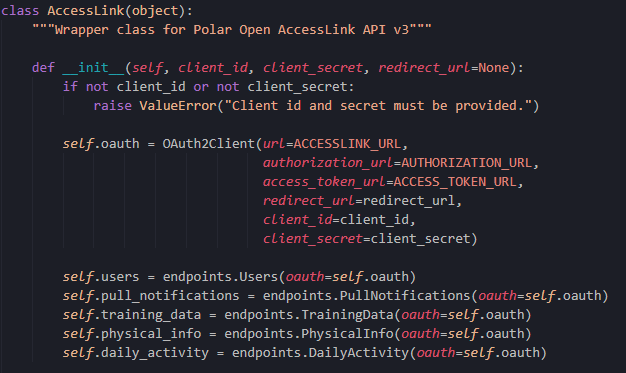 class AccessLink(object):
    """Wrapper class for Polar Open AccessLink API v3"""

    def __init__(self, client_id, client_secret, redirect_url=None):
        if not client_id or not client_secret:
            raise ValueError("Client id and secret must be provided.")

        self.oauth = OAuth2Client(url=ACCESSLINK_URL,
                                  authorization_url=AUTHORIZATION_URL,
                                  access_token_url=ACCESS_TOKEN_URL,
                                  redirect_url=redirect_url,
                                  client_id=client_id,
                                  client_secret=client_secret)

        self.users = endpoints.Users(oauth=self.oauth)
        self.pull_notifications = endpoints.PullNotifications(oauth=self.oauth)
        self.training_data = endpoints.TrainingData(oauth=self.oauth)
        self.physical_info = endpoints.PhysicalInfo(oauth=self.oauth)
        self.daily_activity = endpoints.DailyActivity(oauth=self.oauth)